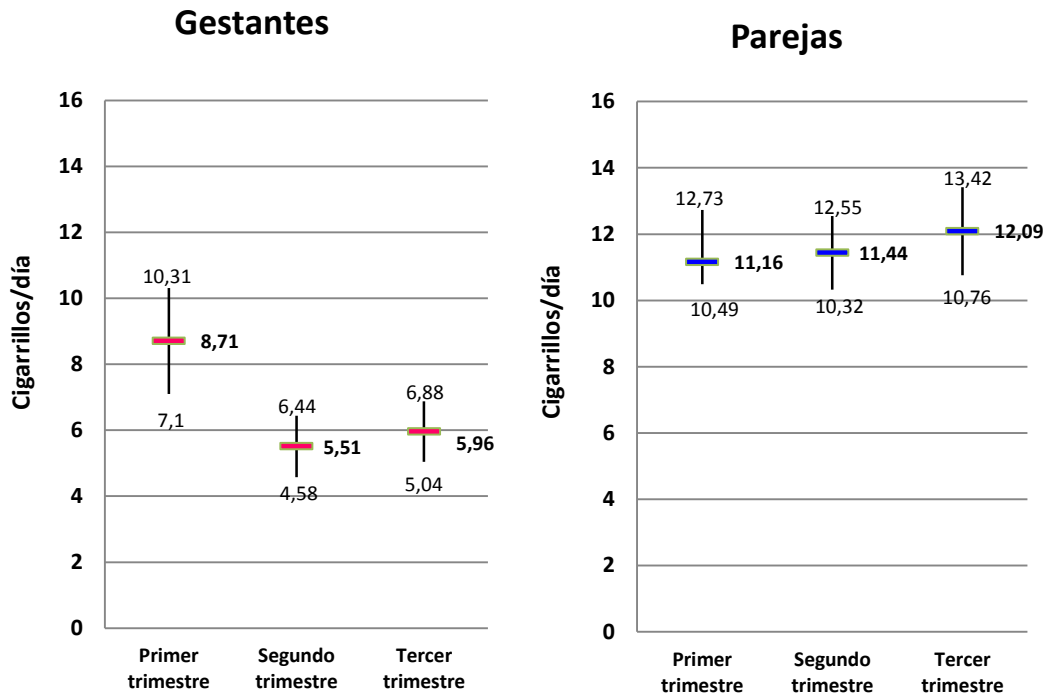 Gestantes
Cigarrillos/día
16
14
12
10
8
6
4
2
0
10,31
8,71
7,1
6,44
5,51
4,58
6,88
5,96
5,04
Primer
trimestre
Segundo
trimestre
Tercer
trimestre
Parejas
Cigarrillos/día
16
14
12
10
8
6
4
2
0
12,73
11,16
10,49
12,55
11,44
10,32
13,42
12,09
10,76
Primer
trimestre
Segundo
trimestre
Tercer
trimestre